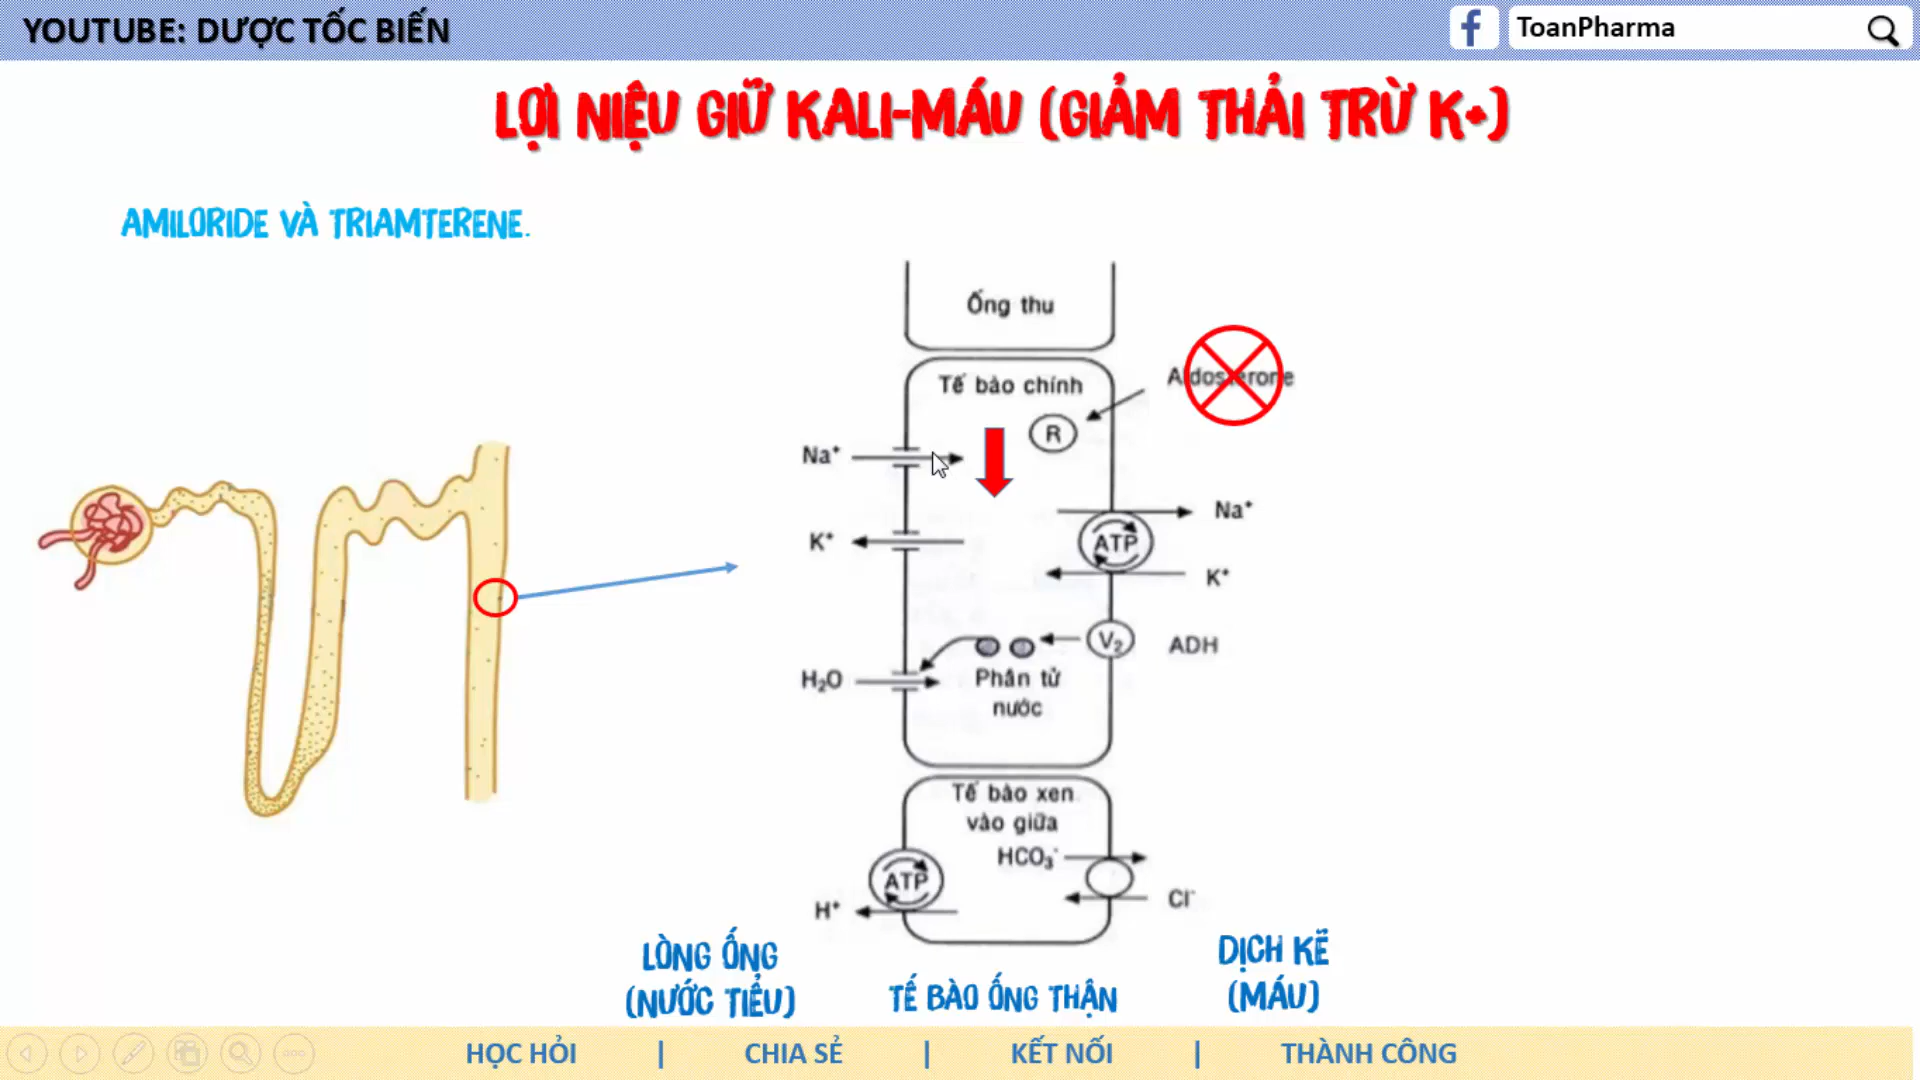 YOUTUBE: DƯỢC TỐC BIẾN
ToanPharma
LỢI NIỆU GIỮ KALI-MÁU (GIẢM THẢI TRỪ K+)
AMILORIDE VÀ TRIAMTERENE.
Ống thu
Tế bào chính
Aldosterone
R
Na⁺
Na⁺
K⁺
ATP
K⁺
V₂
ADH
H₂O
Phân tử
nước
Tế bào xen
vào giữa
HCO₃⁻
ATP
Cl⁻
H⁺
LÒNG ỐNG
(NƯỚC TIỂU)
TẾ BÀO ỐNG THẬN
DỊCH KẼ
(MÁU)
HỌC HỎI | CHIA SẺ | KẾT NỐI | THÀNH CÔNG